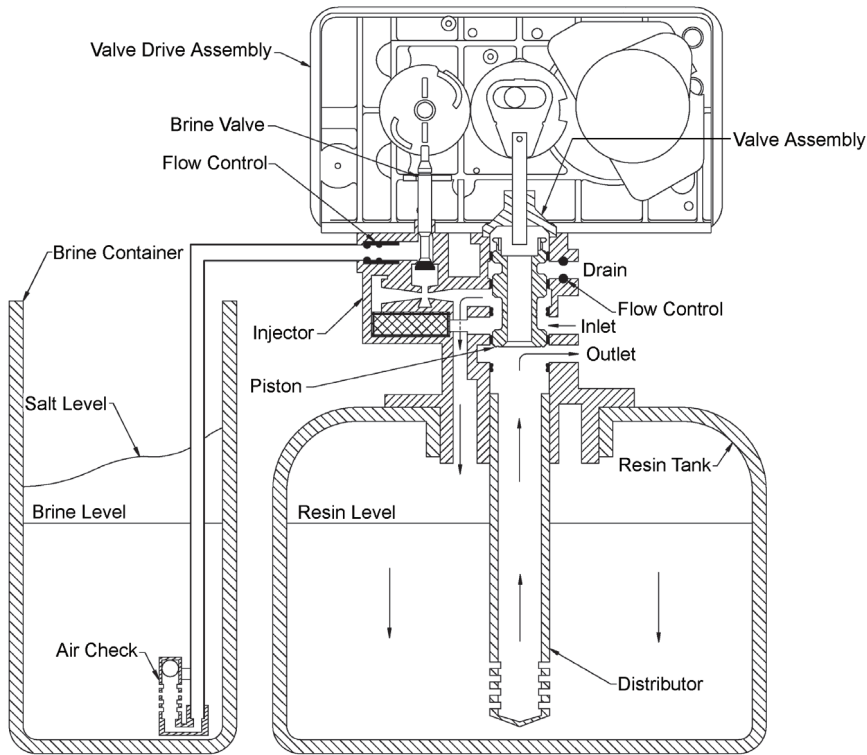 Valve Drive Assembly
Brine Valve
Valve Assembly
Flow Control
Brine Container
Drain
Flow Control
Injector
Inlet
Outlet
Piston
Salt Level
Resin Tank
Brine Level
Resin Level
Air Check
Distributor